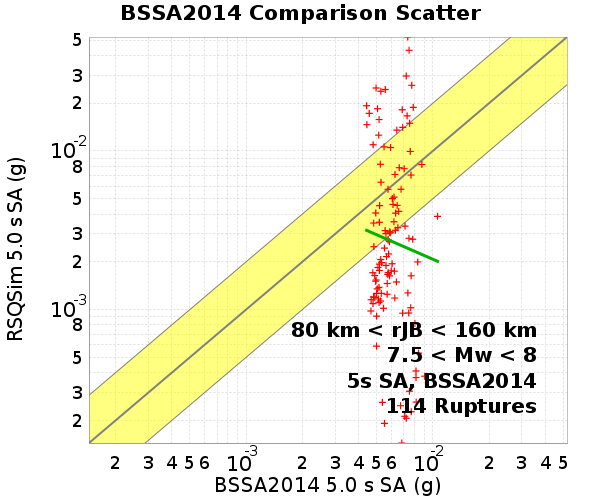 BSSA2014 Comparison Scatter
RSQSim 5.0 s SA (g)
5
3
2
10-2
8
5
3
2
10-3
8
5
3
2
80 km < rJB < 160 km
7.5 < Mw < 8
5s SA, BSSA2014
114 Ruptures
2 3 4 5 6 10-3 2 3 4 5 6 10-2 2 3 4 5
BSSA2014 5.0 s SA (g)